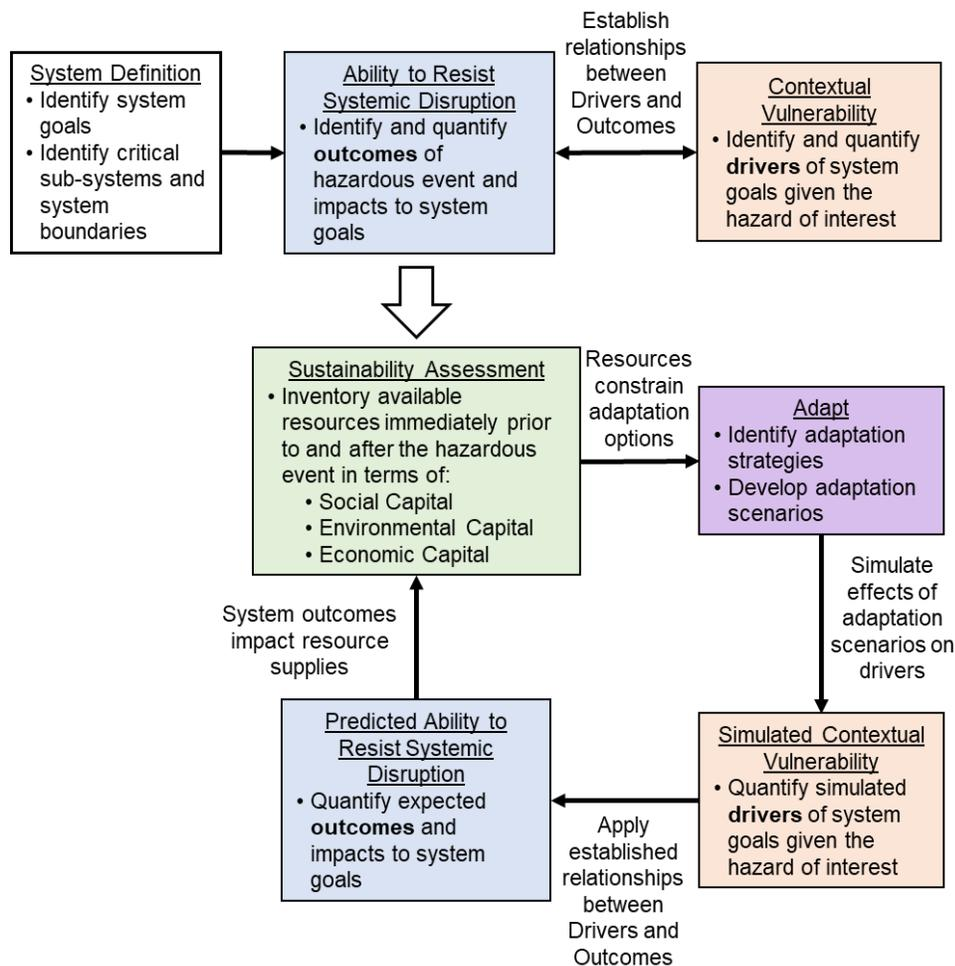 System Definition
• Identify system
goals
• Identify critical
sub-systems and
system
boundaries
Ability to Resist
Systemic Disruption
• Identify and quantify
outcomes of
hazardous event and
impacts to system
goals
Establish
relationships
between
Drivers and
Outcomes
Contextual
Vulnerability
• Identify and quantify
drivers of system
goals given the
hazard of interest
Sustainability Assessment
• Inventory available
resources immediately prior
to and after the hazardous
event in terms of:
• Social Capital
• Environmental Capital
• Economic Capital
Resources
constrain
adaptation
options
Adapt
• Identify adaptation
strategies
• Develop adaptation
scenarios
Simulate
effects of
adaptation
scenarios on
drivers
Simulated Contextual
Vulnerability
• Quantify simulated
drivers of system
goals given the
hazard of interest
Apply
established
relationships
between
Drivers and
Outcomes
Predicted Ability to
Resist Systemic
Disruption
• Quantify expected
outcomes and
impacts to system
goals
System outcomes
impact resource
supplies